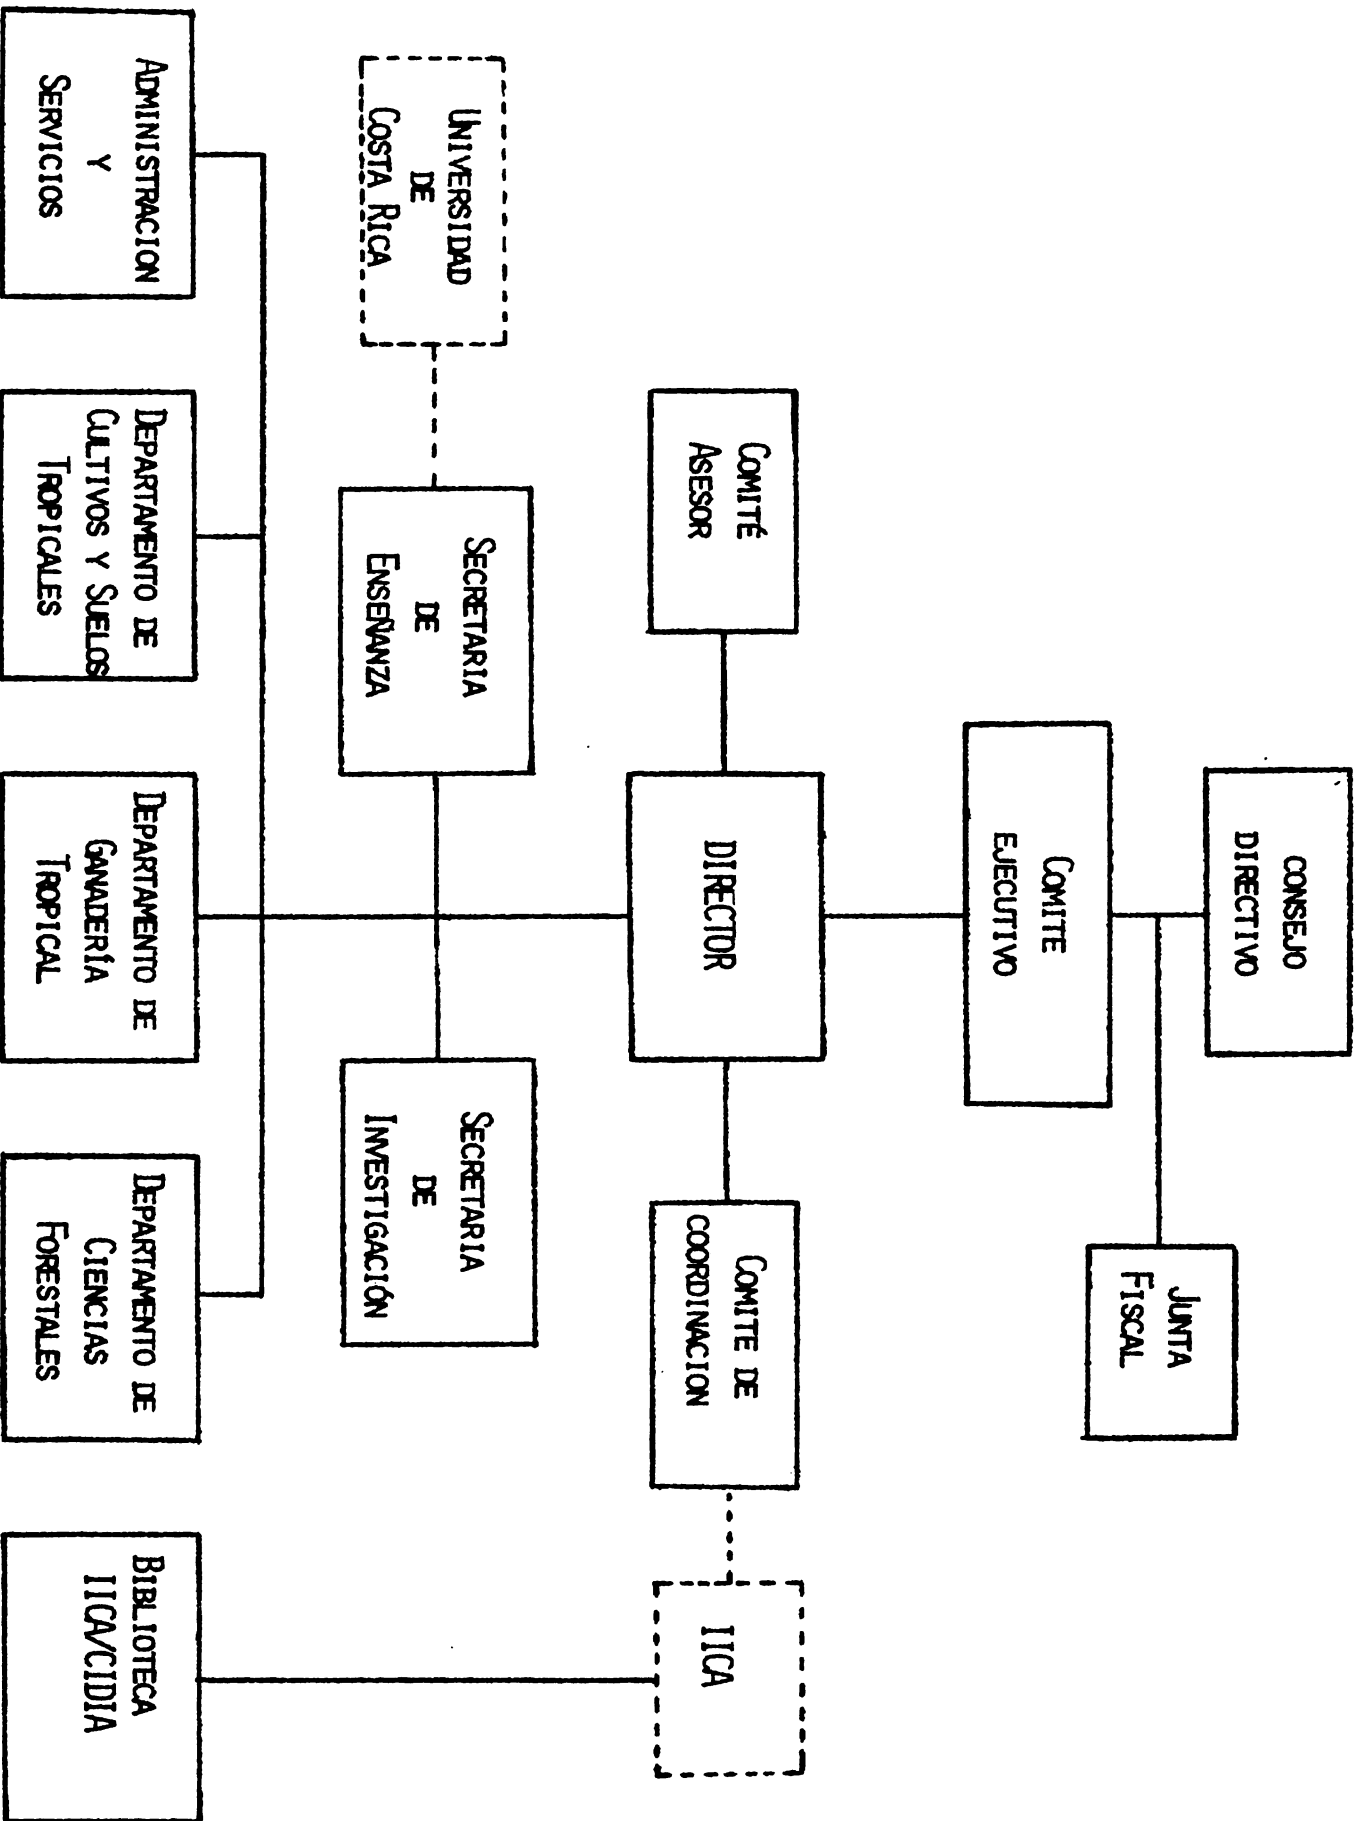 CONSEJO
DIRECTIVO
JUNTA
FISCAL
COMITE
EJECUTIVO
COMITÉ
ASESOR
DIRECTOR
COMITE DE
COORDINACION
IICA
UNIVERSIDAD
DE
COSTA RICA
SECRETARIA
DE
ENSEÑANZA
SECRETARIA
DE
INVESTIGACIÓN
ADMINISTRACION
Y
SERVICIOS
DEPARTAMENTO DE
CULTIVOS Y SUELOS
TROPICALES
DEPARTAMENTO DE
GANADERÍA
TROPICAL
DEPARTAMENTO DE
CIENCIAS
FORESTALES
BIBLIOTECA
IICA/CIDIA